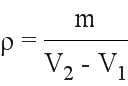 ρ = m / (V₂ - V₁)